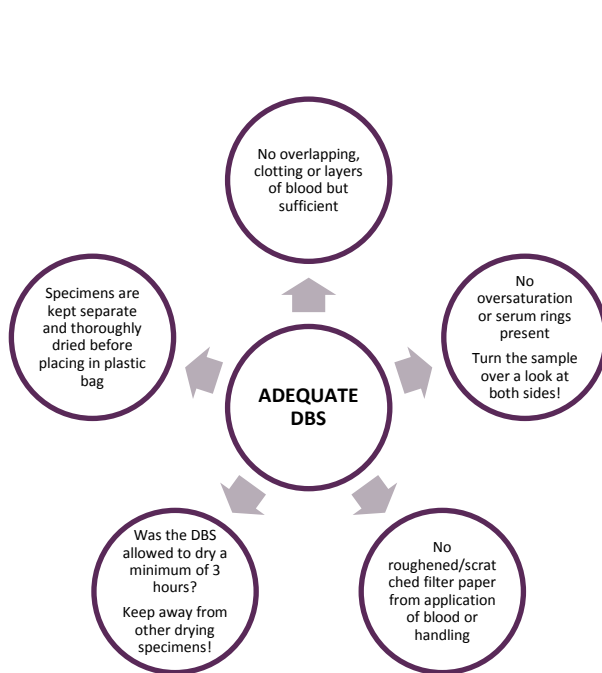 No overlapping,
clotting or layers
of blood but
sufficient
No
oversaturation
or serum rings
present
Turn the sample
over a look at
both sides!
Specimens are
kept separate
and thoroughly
dried before
placing in plastic
bag
ADEQUATE
DBS
Was the DBS
allowed to dry a
minimum of 3
hours?
Keep away from
other drying
specimens!
No
roughened/scrat
ched filter paper
from application
of blood or
handling